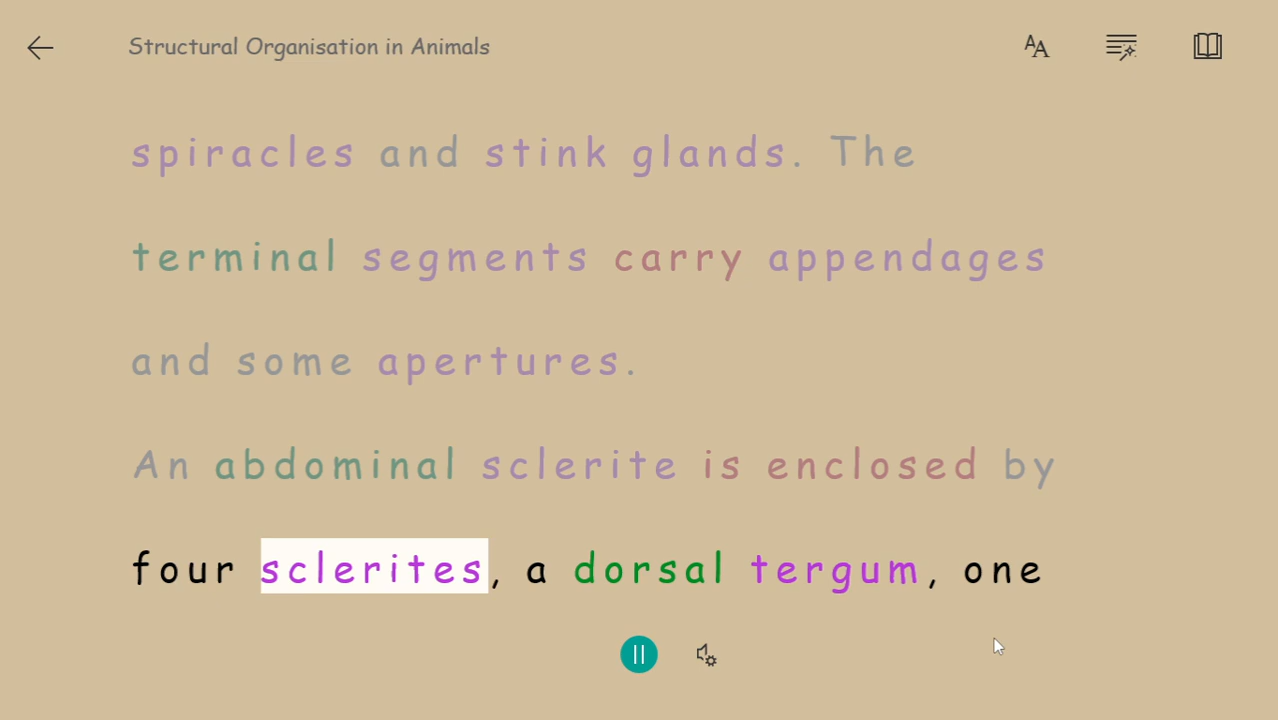 Structural Organisation in Animals
spiracles and stink glands. The
terminal segments carry appendages
and some apertures.
An abdominal sclerite is enclosed by
four sclerites, a dorsal tergum, one